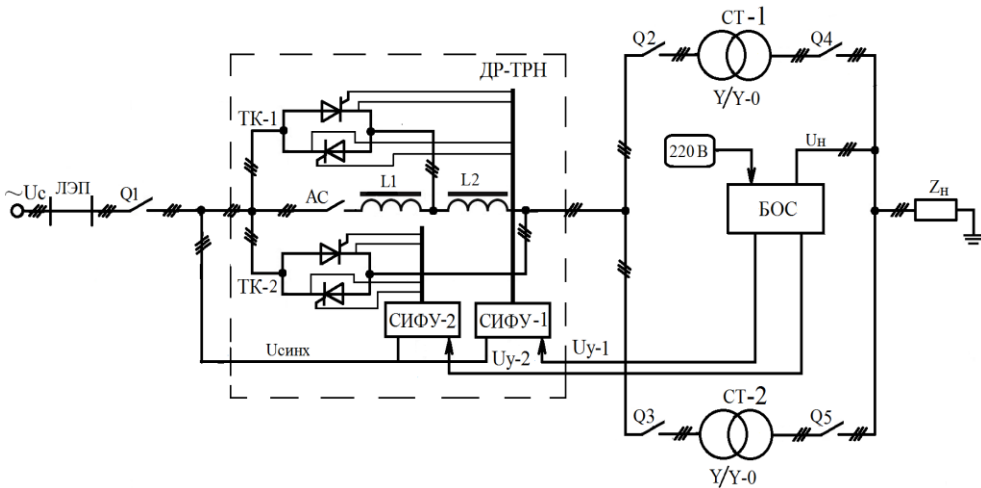 СТ-1
Q2
Q4
Y/Y-0
ДР-ТРН
ТК-1
Uн
220 В
~Uc
ЛЭП
Q1
АС
L1
L2
БОС
Zн
ТК-2
СИФУ-2
СИФУ-1
Uсинх
Uу-2
Uу-1
СТ-2
Q3
Q5
Y/Y-0